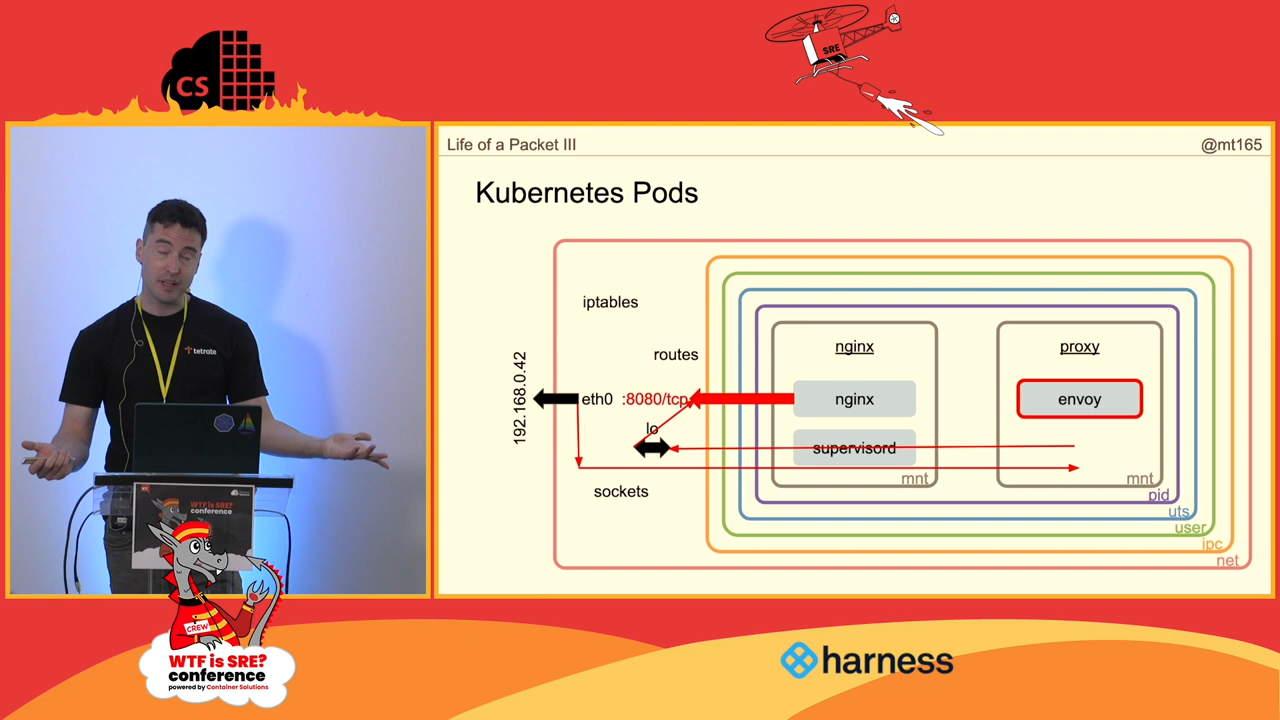 CS
SRE
Life of a Packet III
@mt165
Kubernetes Pods
iptables
routes
192.168.0.42
eth0
:8080/tcp
lo
sockets
nginx
nginx
supervisord
mnt
proxy
envoy
mnt
pid
uts
user
ipc
net
tetrate
WTF is SRE?
conference
CREW
WTF is SRE?
conference
powered by Container Solutions
harness